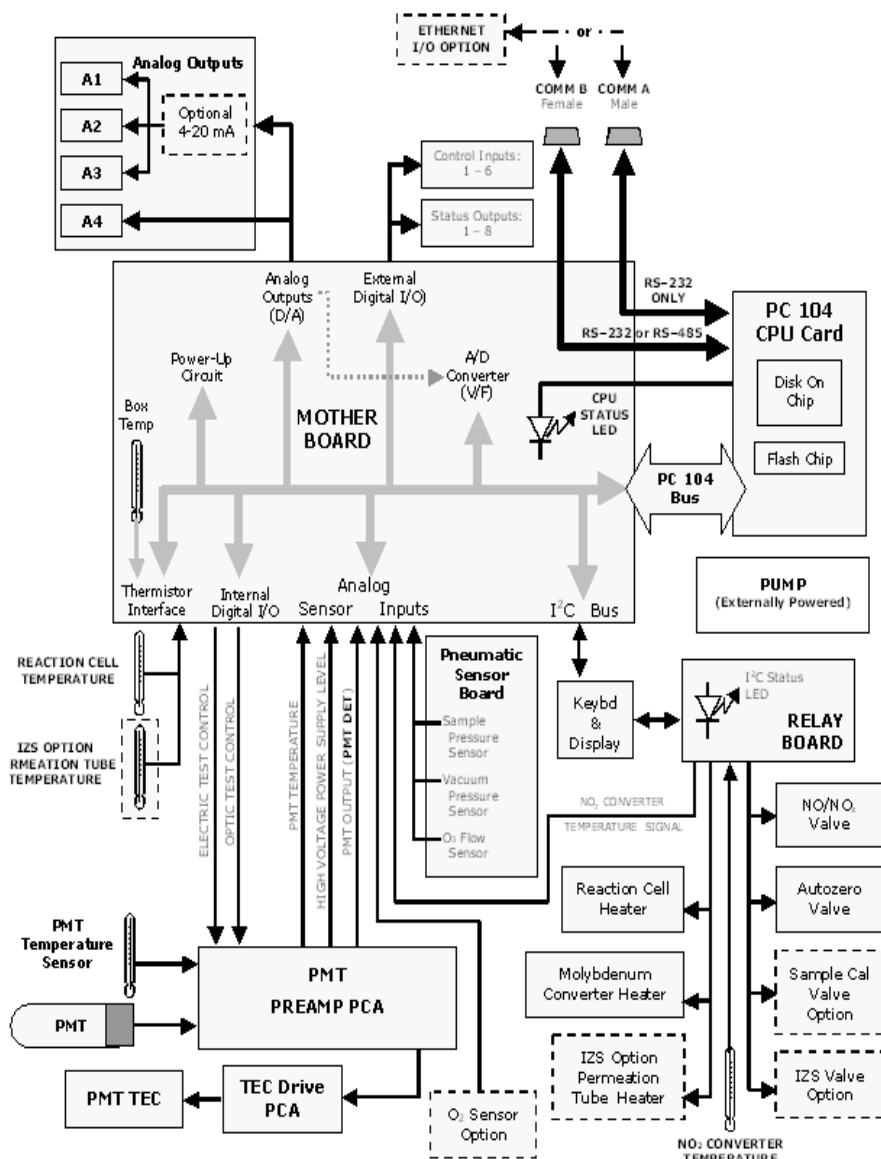 ETHERNET
I/O OPTION
or
COMM B
Female
COMM A
Male
Analog Outputs
A1
A2
A3
A4
Optional
4-20 mA
Control Inputs:
1 – 6
Status Outputs:
1 – 8
Analog
Outputs
(D/A)
External
Digital I/O)
RS-232
ONLY
RS-232 or RS-485
PC 104
CPU Card
Disk On
Chip
Flash Chip
Power-Up
Circuit
A/D
Converter
(V/F)
Box
Temp
MOTHER
BOARD
CPU
STATUS
LED
PC 104
Bus
Thermistor
Interface
Internal
Digital I/O
Analog
Sensor Inputs
I²C Bus
PUMP
(Externally Powered)
REACTION CELL
TEMPERATURE
IZS OPTION
RMEATION TUBE
TEMPERATURE
ELECTRIC TEST CONTROL
OPTIC TEST CONTROL
PMT TEMPERATURE
HIGH VOLTAGE POWER SUPPLY LEVEL
PMT OUTPUT (PMT DET)
Pneumatic
Sensor
Board
Sample
Pressure
Sensor
Vacuum
Pressure
Sensor
O₃ Flow
Sensor
Keybd
&
Display
I²C Status
LED
RELAY
BOARD
NO₂ CONVERTER
TEMPERATURE SIGNAL
NO/NOₓ
Valve
Reaction Cell
Heater
Autozero
Valve
Molybdenum
Converter Heater
Sample Cal
Valve
Option
IZS Option
Permeation
Tube Heater
IZS Valve
Option
PMT
Temperature
Sensor
PMT
PMT
PREAMP PCA
PMT TEC
TEC Drive
PCA
O₂ Sensor
Option
NO₂ CONVERTER
TEMPERATURE